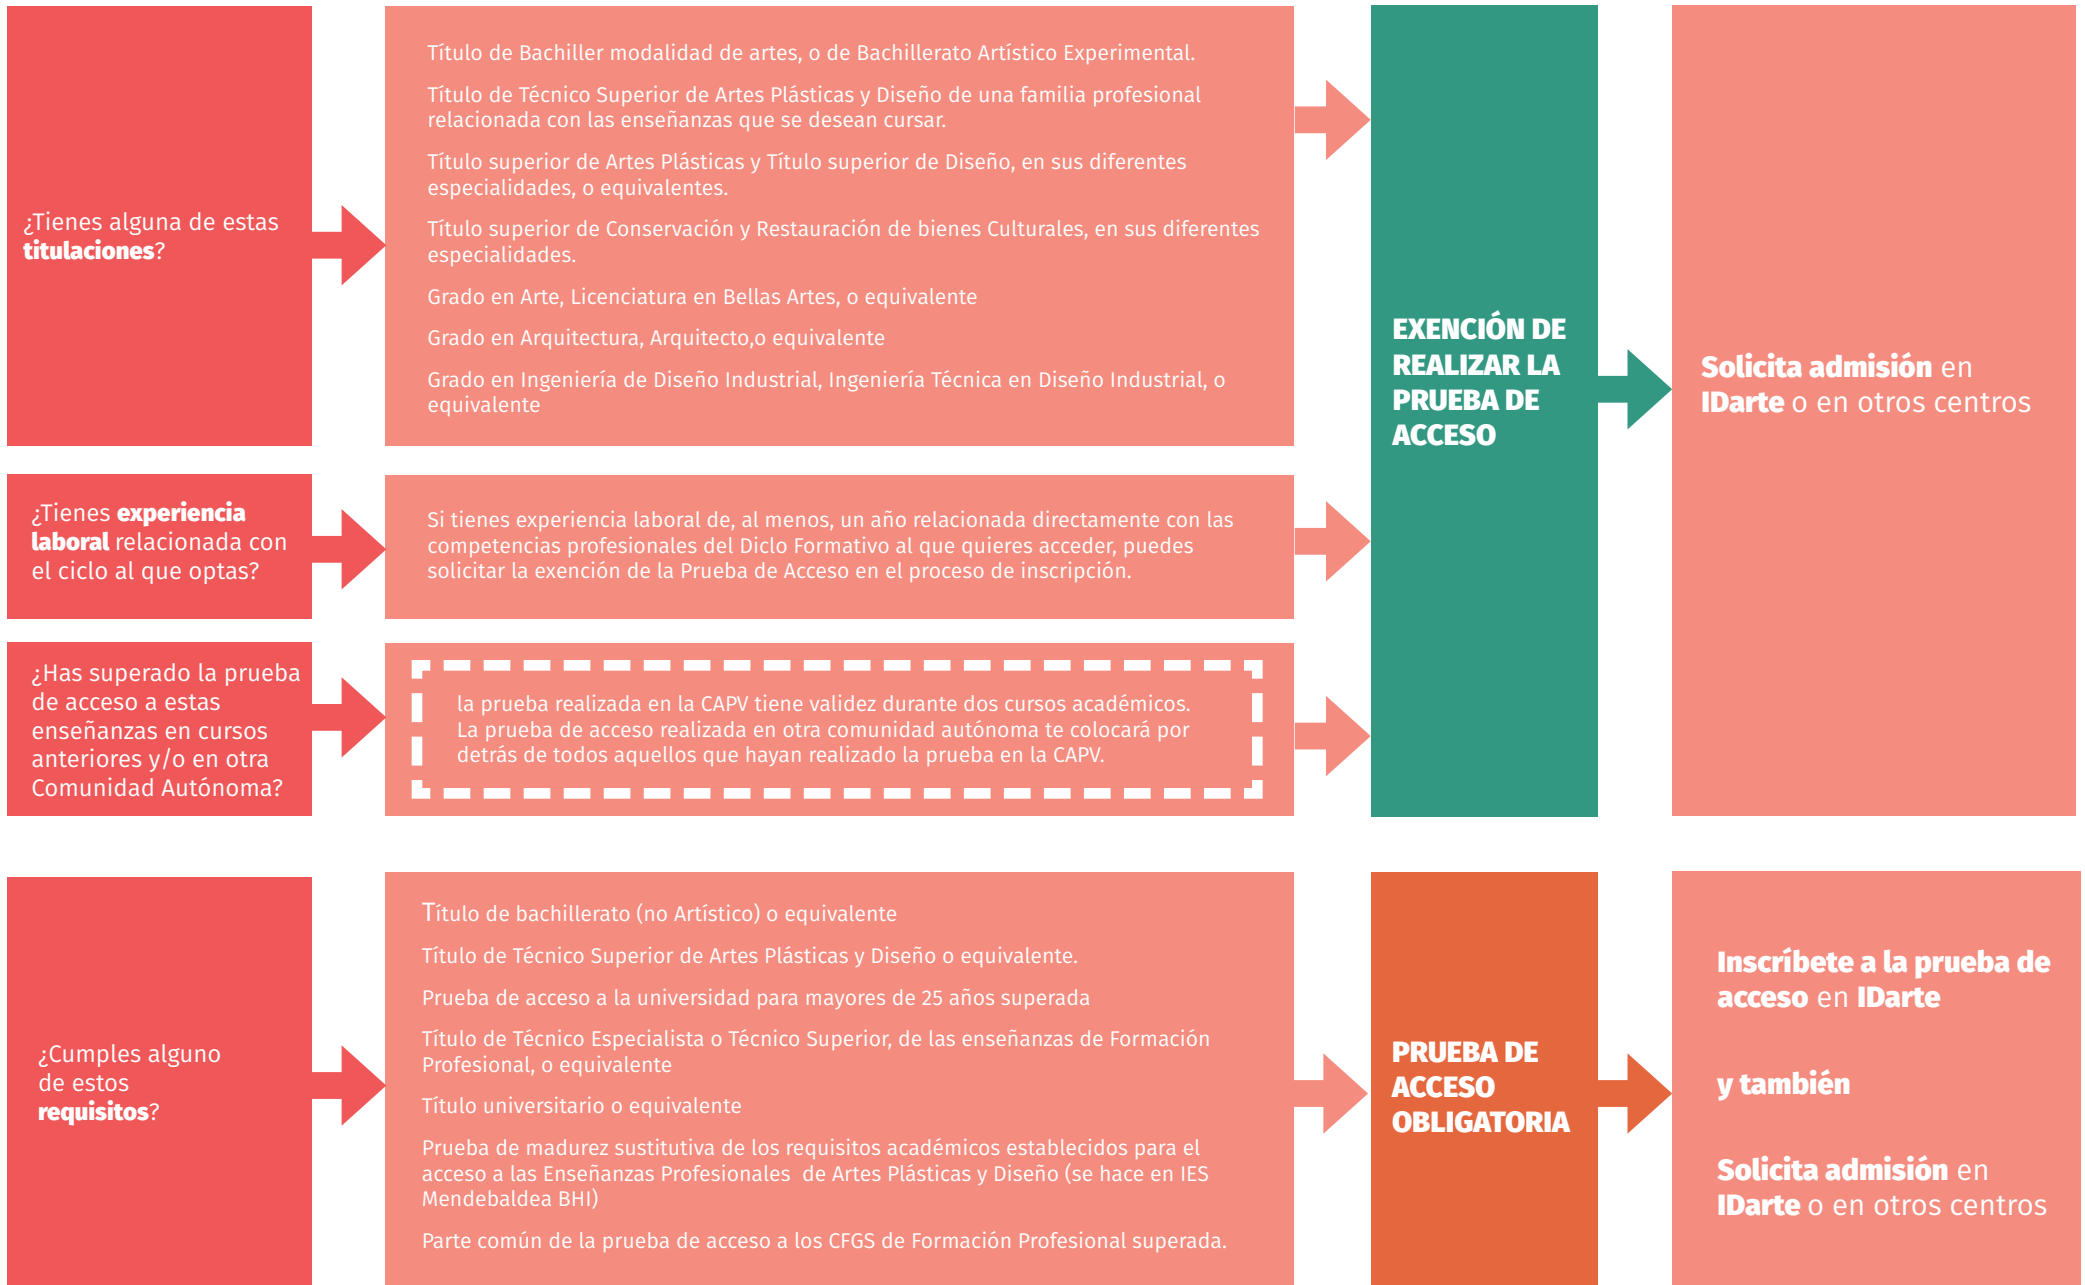 ¿Tienes alguna de estas
titulaciones?
Título de Bachiller modalidad de artes, o de Bachillerato Artístico Experimental.
Título de Técnico Superior de Artes Plásticas y Diseño de una familia profesional
relacionada con las enseñanzas que se desean cursar.
Título superior de Artes Plásticas y Título superior de Diseño, en sus diferentes
especialidades, o equivalentes.
Título superior de Conservación y Restauración de bienes Culturales, en sus diferentes
especialidades.
Grado en Arte, Licenciatura en Bellas Artes, o equivalente
Grado en Arquitectura, Arquitecto,o equivalente
Grado en Ingeniería de Diseño Industrial, Ingeniería Técnica en Diseño Industrial, o
equivalente
¿Tienes experiencia
laboral relacionada con
el ciclo al que optas?
Si tienes experiencia laboral de, al menos, un año relacionada directamente con las
competencias profesionales del Diclo Formativo al que quieres acceder, puedes
solicitar la exención de la Prueba de Acceso en el proceso de inscripción.
¿Has superado la prueba
de acceso a estas
enseñanzas en cursos
anteriores y/o en otra
Comunidad Autónoma?
la prueba realizada en la CAPV tiene validez durante dos cursos académicos.
La prueba de acceso realizada en otra comunidad autónoma te colocará por
detrás de todos aquellos que hayan realizado la prueba en la CAPV.
EXENCIÓN DE
REALIZAR LA
PRUEBA DE
ACCESO
Solicita admisión en
IDarte o en otros centros
¿Cumples alguno
de estos
requisitos?
Título de bachillerato (no Artístico) o equivalente
Título de Técnico Superior de Artes Plásticas y Diseño o equivalente.
Prueba de acceso a la universidad para mayores de 25 años superada
Título de Técnico Especialista o Técnico Superior, de las enseñanzas de Formación
Profesional, o equivalente
Título universitario o equivalente
Prueba de madurez sustitutiva de los requisitos académicos establecidos para el
acceso a las Enseñanzas Profesionales  de Artes Plásticas y Diseño (se hace en IES
Mendebaldea BHI)
Parte común de la prueba de acceso a los CFGS de Formación Profesional superada.
PRUEBA DE
ACCESO
OBLIGATORIA
Inscríbete a la prueba de
acceso en IDarte
y también
Solicita admisión en
IDarte o en otros centros